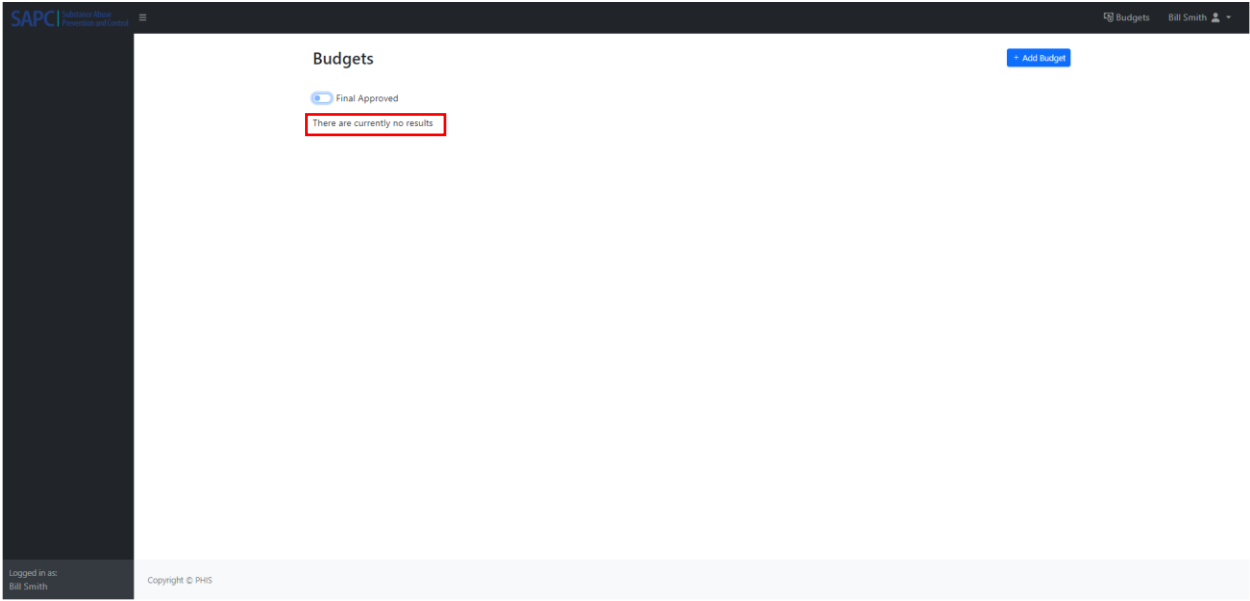 SAPC
Substance Abuse
Prevention and Control
Budgets
Bill Smith
Budgets
+ Add Budget
Final Approved
There are currently no results
Logged in as:
Bill Smith
Copyright © PHIS